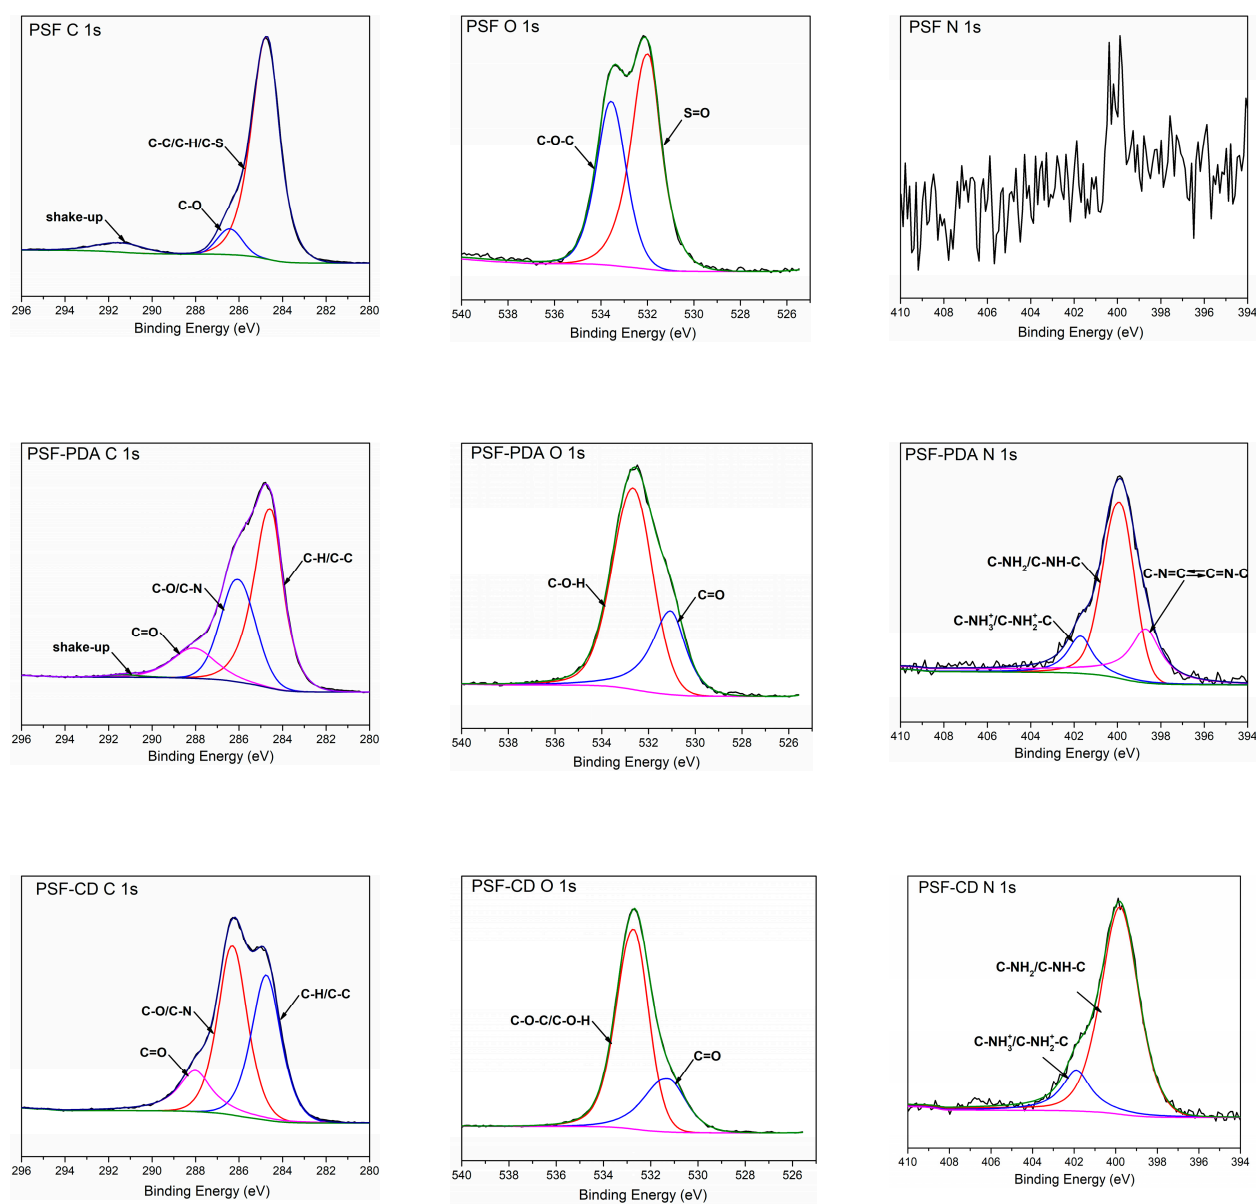 PSF C 1s
C-C/C-H/C-S
C-O
shake-up
296 294 292 290 288 286 284 282 280
Binding Energy (eV)
PSF O 1s
C-O-C
S=O
540 538 536 534 532 530 528 526
Binding Energy (eV)
PSF N 1s
410 408 406 404 402 400 398 396 394
Binding Energy (eV)
PSF-PDA C 1s
C-H/C-C
C-O/C-N
C=O
shake-up
296 294 292 290 288 286 284 282 280
Binding Energy (eV)
PSF-PDA O 1s
C-O-H
C=O
540 538 536 534 532 530 528 526
Binding Energy (eV)
PSF-PDA N 1s
C-NH₂/C-NH-C
C-N=C⇄C=N-C
C-NH₃⁺/C-NH₂⁺-C
410 408 406 404 402 400 398 396 394
Binding Energy (eV)
PSF-CD C 1s
C-H/C-C
C-O/C-N
C=O
296 294 292 290 288 286 284 282 280
Binding Energy (eV)
PSF-CD O 1s
C-O-C/C-O-H
C=O
540 538 536 534 532 530 528 526
Binding Energy (eV)
PSF-CD N 1s
C-NH₂/C-NH-C
C-NH₃⁺/C-NH₂⁺-C
410 408 406 404 402 400 398 396 394
Binding Energy (eV)